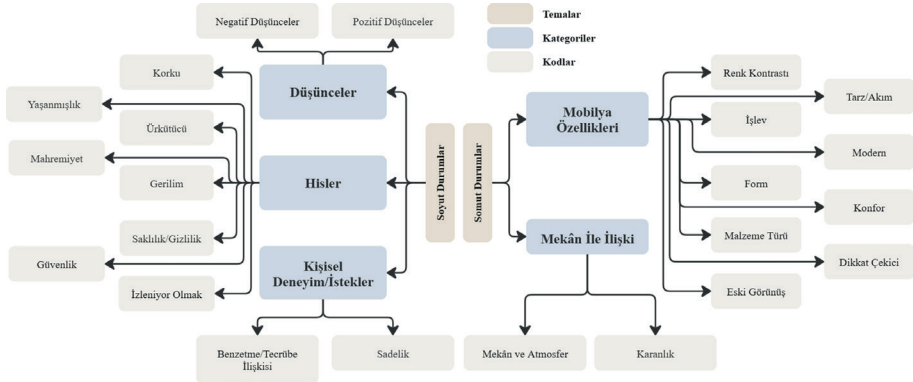 Negatif Düşünceler
Pozitif Düşünceler
Temalar
Kategoriler
Kodlar
Düşünceler
Korku
Yaşanmışlık
Ürkütücü
Mahremiyet
Gerilim
Saklılık/Gizlilik
Güvenlik
İzleniyor Olmak
Hisler
Kişisel
Deneyim/İstekler
Benzetme/Tecrübe
İlişkisi
Sadelik
Soyut Durumlar
Somut Durumlar
Mobilya
Özellikleri
Mekân İle İlişki
Mekân ve Atmosfer
Karanlık
Renk Kontrastı
Tarz/Akım
İşlev
Modern
Form
Konfor
Malzeme Türü
Dikkat Çekici
Eski Görünüş